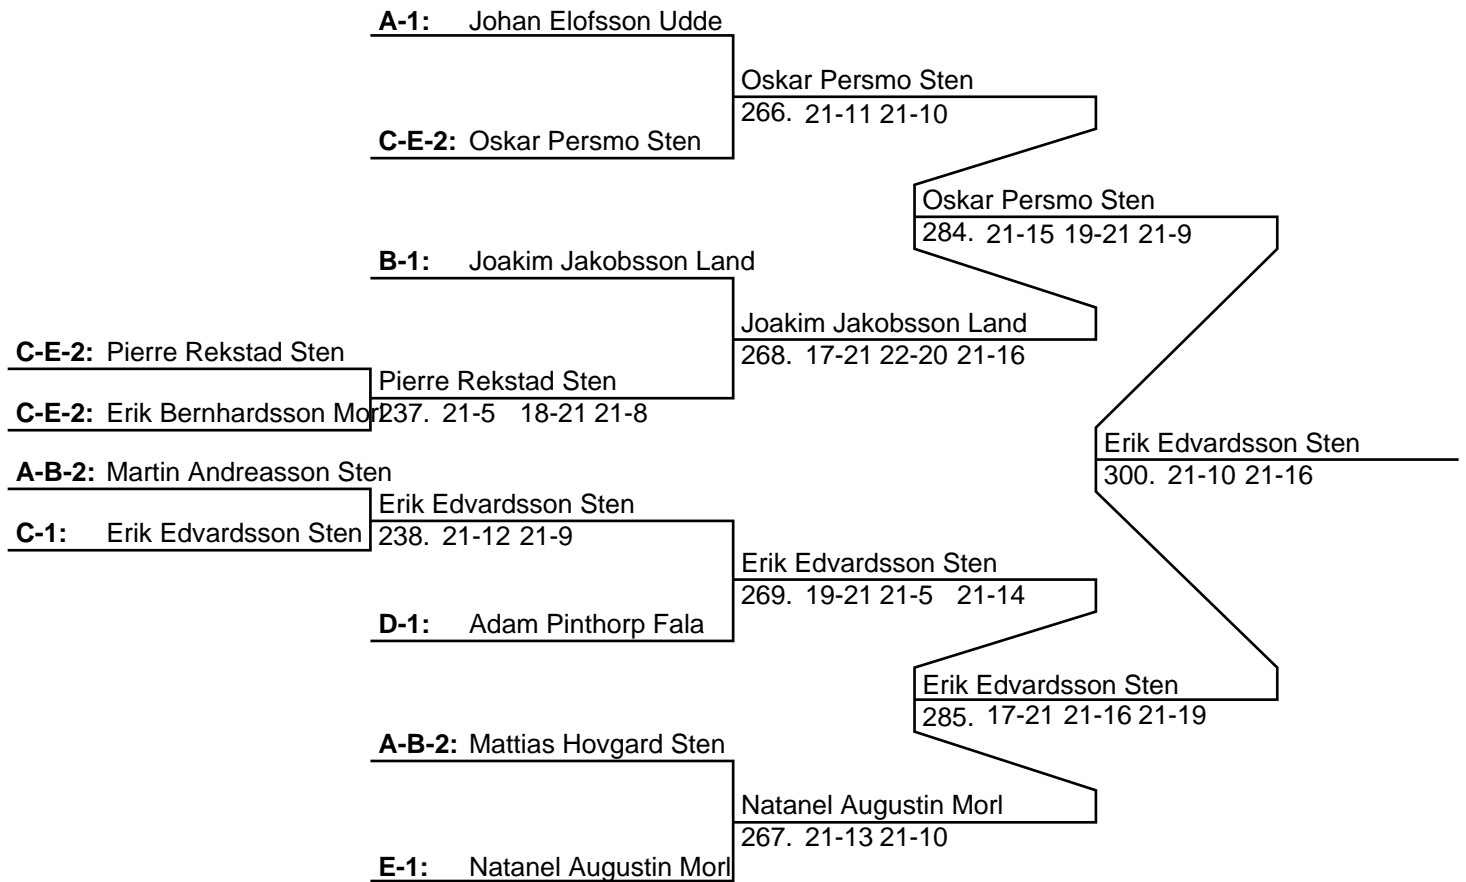 A-1: Johan Elofsson Udde
Oskar Persmo Sten
266. 21-11 21-10
C-E-2: Oskar Persmo Sten
Oskar Persmo Sten
284. 21-15 19-21 21-9
B-1: Joakim Jakobsson Land
Joakim Jakobsson Land
268. 17-21 22-20 21-16
C-E-2: Pierre Rekstad Sten
Pierre Rekstad Sten
C-E-2: Erik Bernhardsson Morl
237. 21-5 18-21 21-8
Erik Edvardsson Sten
300. 21-10 21-16
A-B-2: Martin Andreasson Sten
Erik Edvardsson Sten
C-1: Erik Edvardsson Sten
238. 21-12 21-9
Erik Edvardsson Sten
269. 19-21 21-5 21-14
D-1: Adam Pinthorp Fala
Erik Edvardsson Sten
285. 17-21 21-16 21-19
A-B-2: Mattias Hovgard Sten
Natanel Augustin Morl
267. 21-13 21-10
E-1: Natanel Augustin Morl